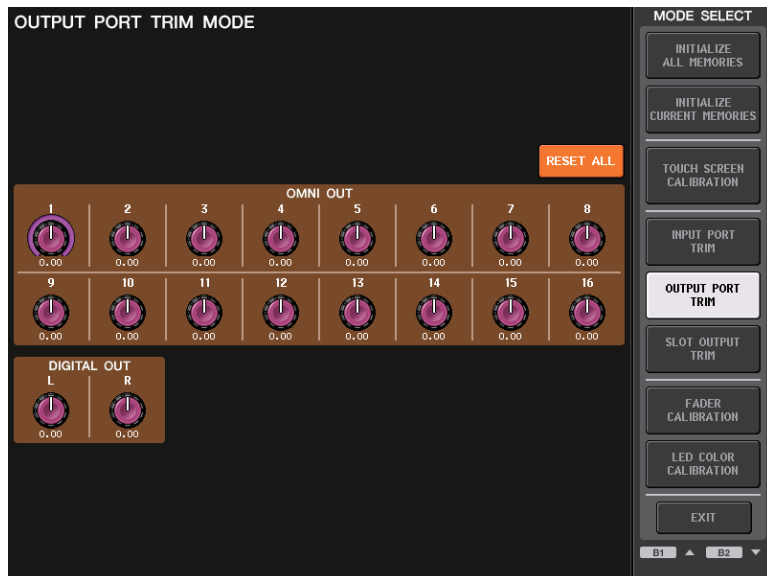 OUTPUT PORT TRIM MODE
RESET ALL
OMNI OUT
1 2 3 4 5 6 7 8
0.00 0.00 0.00 0.00 0.00 0.00 0.00 0.00
9 10 11 12 13 14 15 16
0.00 0.00 0.00 0.00 0.00 0.00 0.00 0.00
DIGITAL OUT
L R
0.00 0.00
MODE SELECT
INITIALIZE
ALL MEMORIES
INITIALIZE
CURRENT MEMORIES
TOUCH SCREEN
CALIBRATION
INPUT PORT
TRIM
OUTPUT PORT
TRIM
SLOT OUTPUT
TRIM
FADER
CALIBRATION
LED COLOR
CALIBRATION
EXIT
B1 ▲ B2 ▼